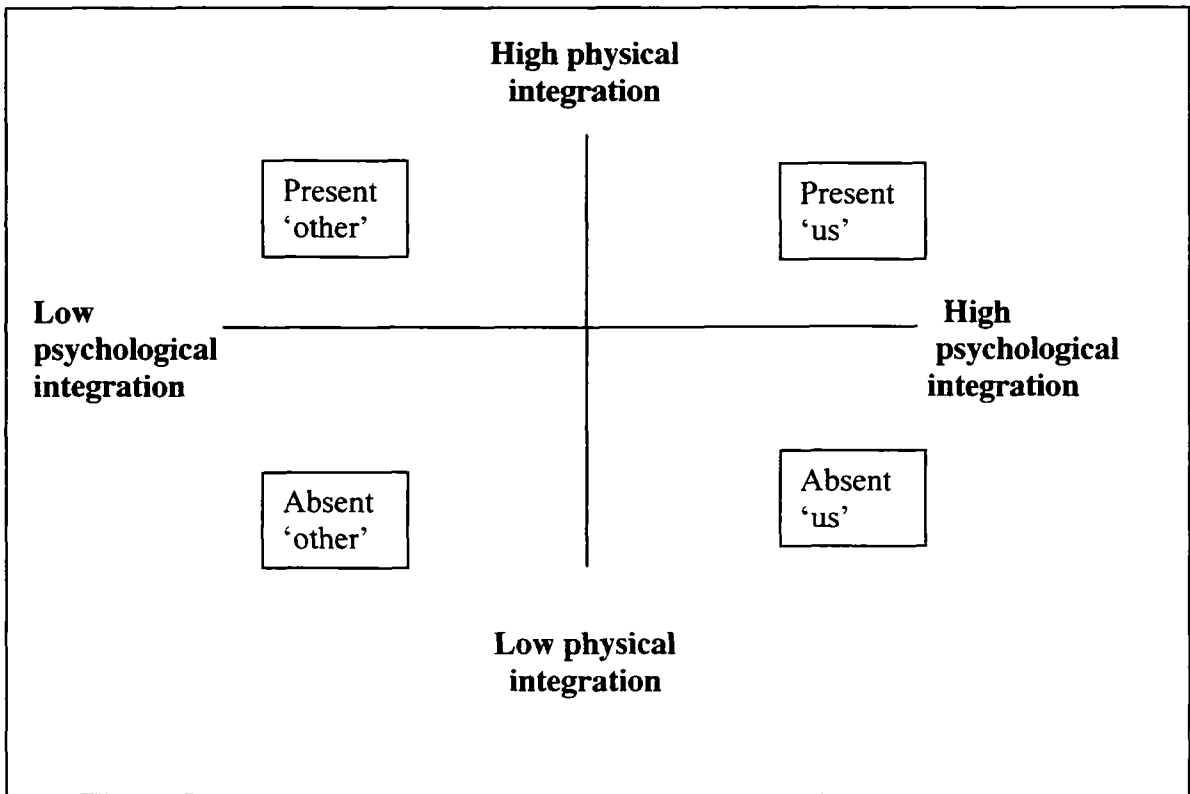 High physical
integration
Present
‘other’
Present
‘us’
Low
psychological
integration
High
psychological
integration
Absent
‘other’
Absent
‘us’
Low physical
integration